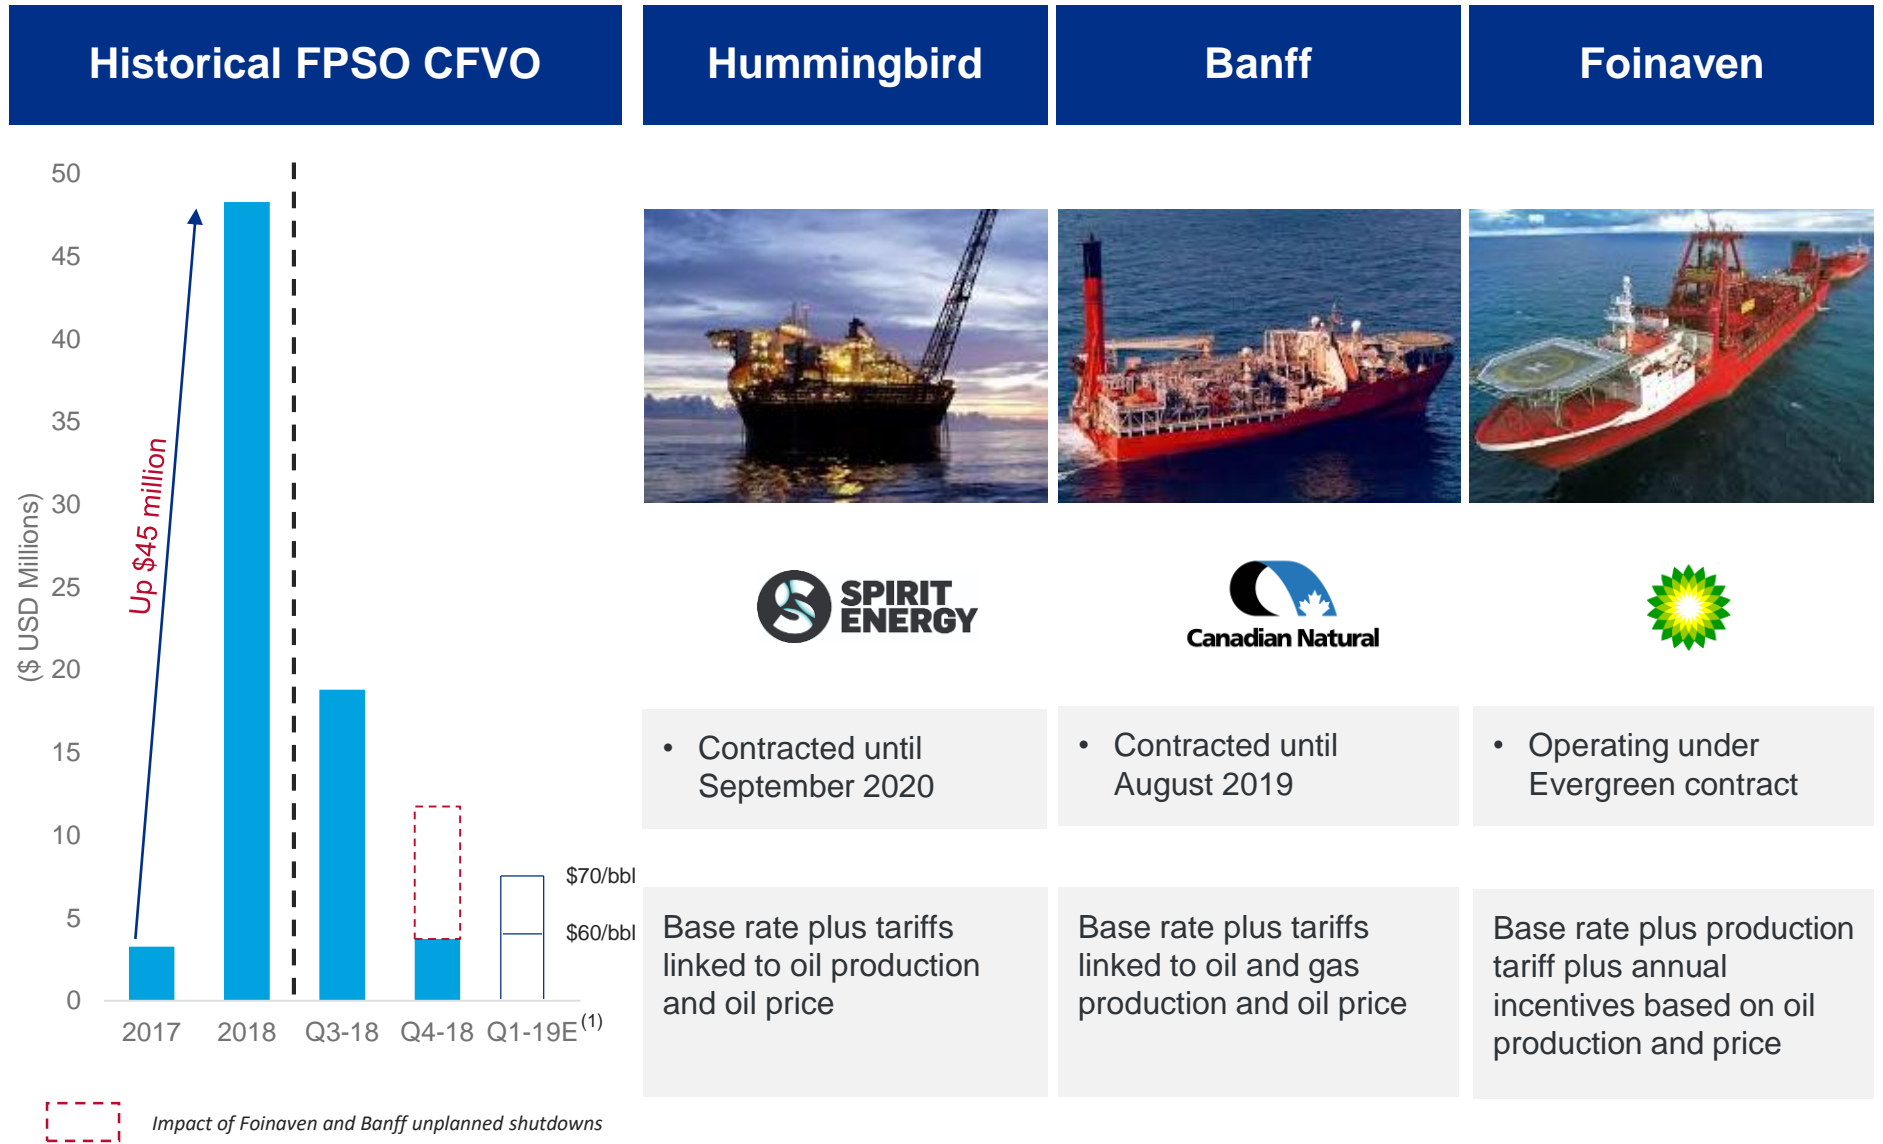 Historical FPSO CFVO
Hummingbird
Banff
Foinaven
50
45
40
35
30
25
20
15
10
5
0
($ USD Millions)
Up $45 million
$70/bbl
$60/bbl
2017
2018
Q3-18
Q4-18
Q1-19E(1)
Impact of Foinaven and Banff unplanned shutdowns
SPIRIT
ENERGY
• Contracted until
September 2020
Base rate plus tariffs
linked to oil production
and oil price
Canadian Natural
• Contracted until
August 2019
Base rate plus tariffs
linked to oil and gas
production and oil price
• Operating under
Evergreen contract
Base rate plus production
tariff plus annual
incentives based on oil
production and price